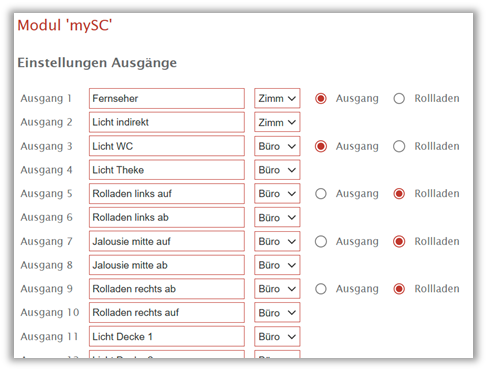 Modul 'mySC'
Einstellungen Ausgänge
Ausgang 1 Fernseher Zimm Ausgang Rollladen
Ausgang 2 Licht indirekt Zimm
Ausgang 3 Licht WC Büro Ausgang Rollladen
Ausgang 4 Licht Theke Büro
Ausgang 5 Rolladen links auf Büro Ausgang Rollladen
Ausgang 6 Rolladen links ab Büro
Ausgang 7 Jalousie mitte auf Büro Ausgang Rollladen
Ausgang 8 Jalousie mitte ab Büro
Ausgang 9 Rolladen rechts ab Büro Ausgang Rollladen
Ausgang 10 Rolladen rechts auf Büro
Ausgang 11 Licht Decke 1 Büro